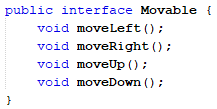 public interface Movable {
    void moveLeft();
    void moveRight();
    void moveUp();
    void moveDown();
}